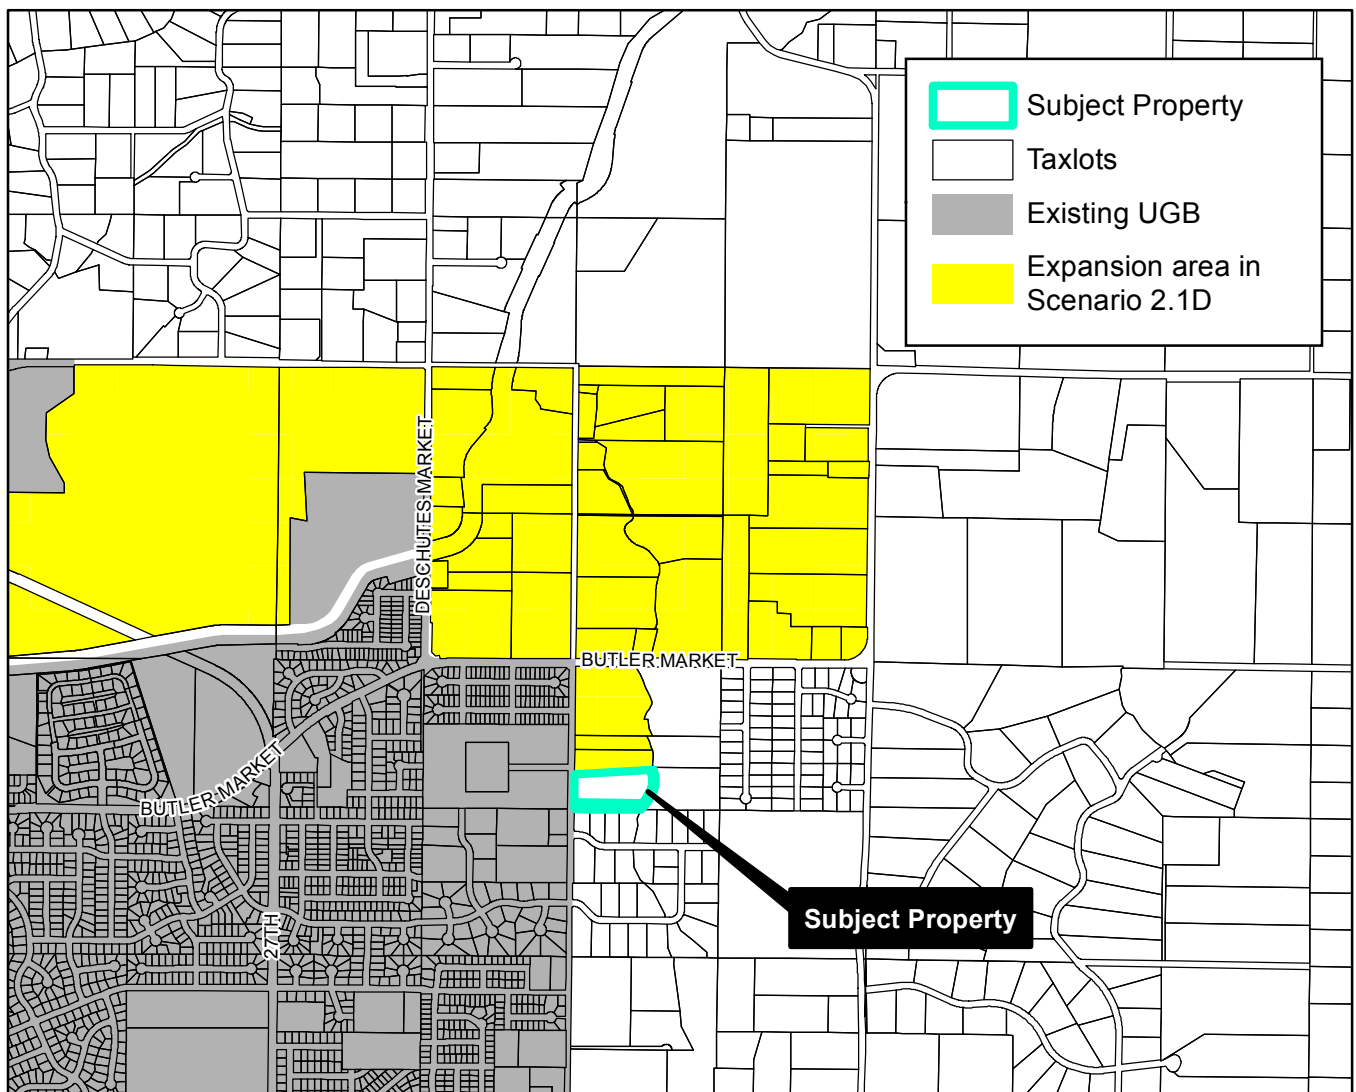 Subject Property
Taxlots
Existing UGB
Expansion area in
Scenario 2.1D
DESCHUTES MARKET
BUTLER MARKET
BUTLER MARKET
27TH
Subject Property